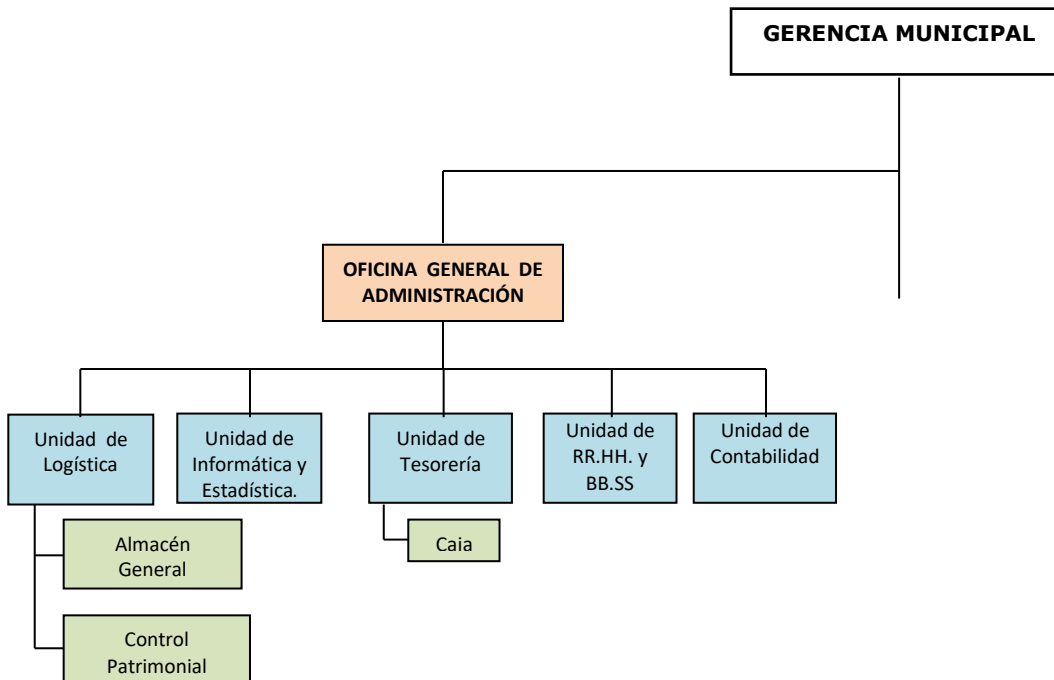 GERENCIA MUNICIPAL
OFICINA GENERAL DE
ADMINISTRACIÓN
Unidad de
Logística
Unidad de
Informática y
Estadística.
Unidad de
Tesorería
Unidad de
RR.HH. y
BB.SS
Unidad de
Contabilidad
Almacén
General
Caia
Control
Patrimonial